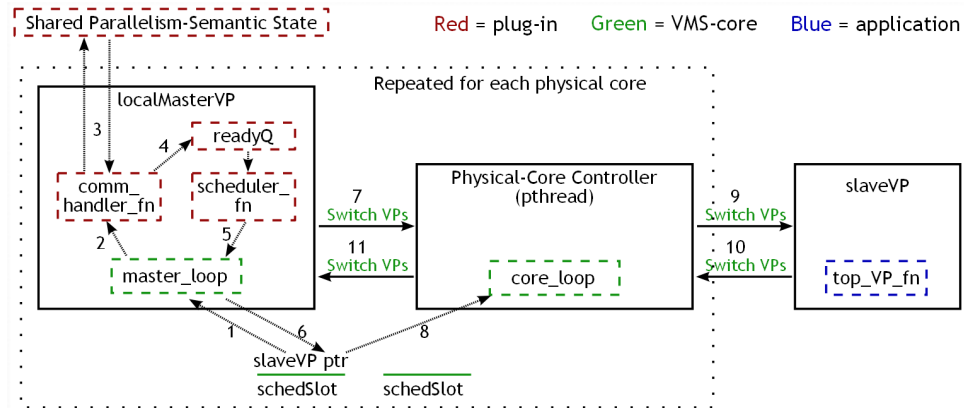 Shared Parallelism-Semantic State
Red = plug-in
Green = VMS-core
Blue = application
Repeated for each physical core
localMasterVP
3
4
readyQ
comm_
handler_fn
scheduler_
fn
2
5
master_loop
7
Switch VPs
11
Switch VPs
Physical-Core Controller
(pthread)
core_loop
9
Switch VPs
10
Switch VPs
slaveVP
top_VP_fn
1
6
8
slaveVP ptr
schedSlot
schedSlot